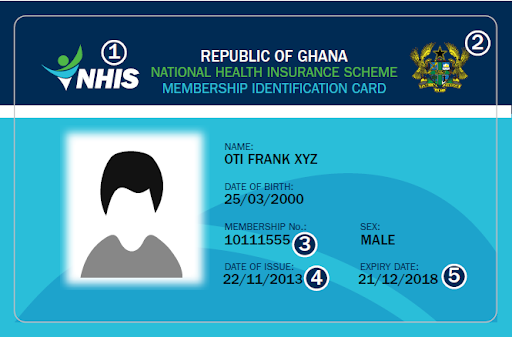 1
2
NHIS
REPUBLIC OF GHANA
NATIONAL HEALTH INSURANCE SCHEME
MEMBERSHIP IDENTIFICATION CARD
NAME:
OTI FRANK XYZ
DATE OF BIRTH:
25/03/2000
MEMBERSHIP No.: SEX:
10111555 3 MALE
DATE OF ISSUE: EXPIRY DATE:
22/11/2013 4 21/12/2018 5